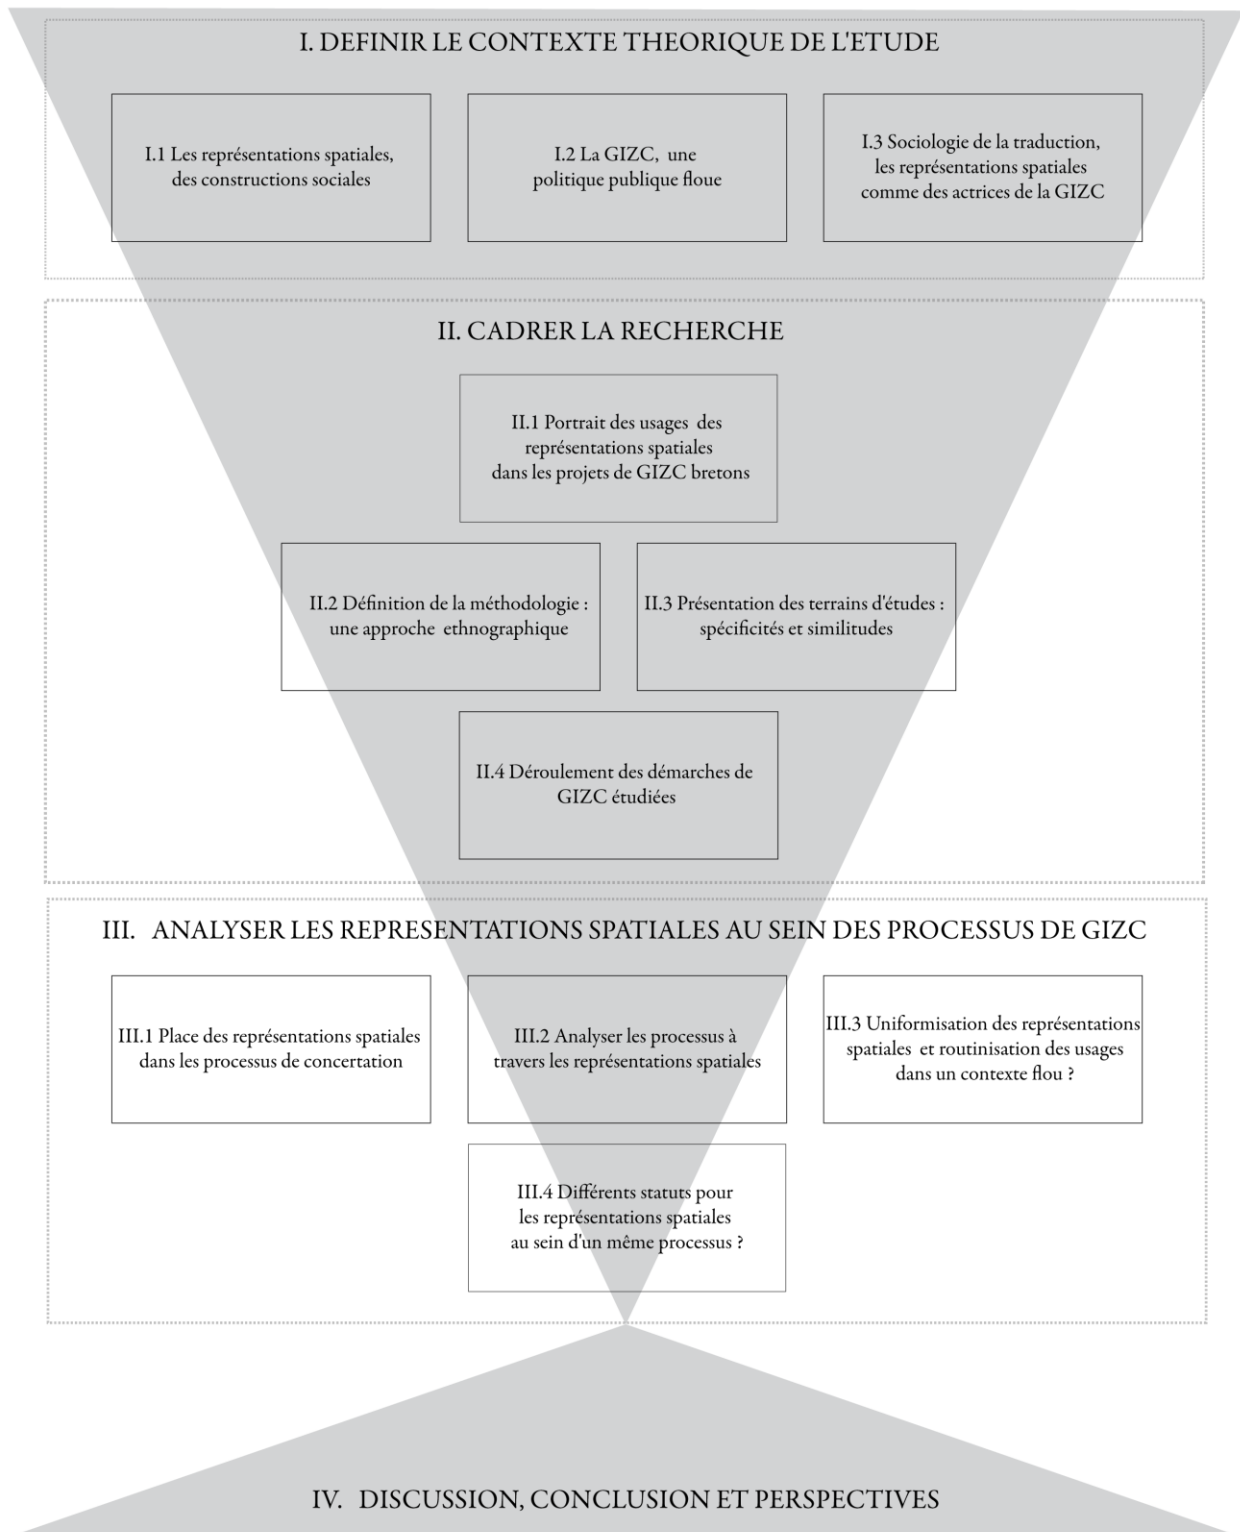 I. DEFINIR LE CONTEXTE THEORIQUE DE L'ETUDE
I.1 Les représentations spatiales,
des constructions sociales
I.2 La GIZC, une
politique publique floue
I.3 Sociologie de la traduction,
les représentations spatiales
comme des actrices de la GIZC
II. CADRER LA RECHERCHE
II.1 Portrait des usages des
représentations spatiales
dans les projets de GIZC bretons
II.2 Définition de la méthodologie :
une approche ethnographique
II.3 Présentation des terrains d'études :
spécificités et similitudes
II.4 Déroulement des démarches de
GIZC étudiées
III. ANALYSER LES REPRESENTATIONS SPATIALES AU SEIN DES PROCESSUS DE GIZC
III.1 Place des représentations spatiales
dans les processus de concertation
III.2 Analyser les processus à
travers les représentations spatiales
III.3 Uniformisation des représentations
spatiales et routinisation des usages
dans un contexte flou ?
III.4 Différents statuts pour
les représentations spatiales
au sein d'un même processus ?
IV. DISCUSSION, CONCLUSION ET PERSPECTIVES